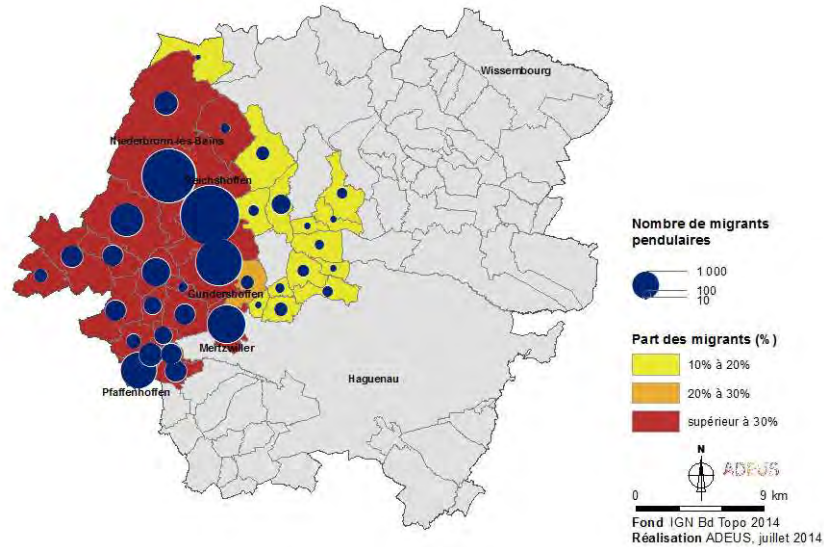 Wissembourg
Niederbronn-les-Bains
Reichshoffen
Gundershoffen
Mertzwiller
Haguenau
Pfaffenhoffen
Nombre de migrants
pendulaires
1 000
100
10
Part des migrants (%)
10% à 20%
20% à 30%
supérieur à 30%
N
ADEUS
0 9 km
Fond IGN Bd Topo 2014
Réalisation ADEUS, juillet 2014